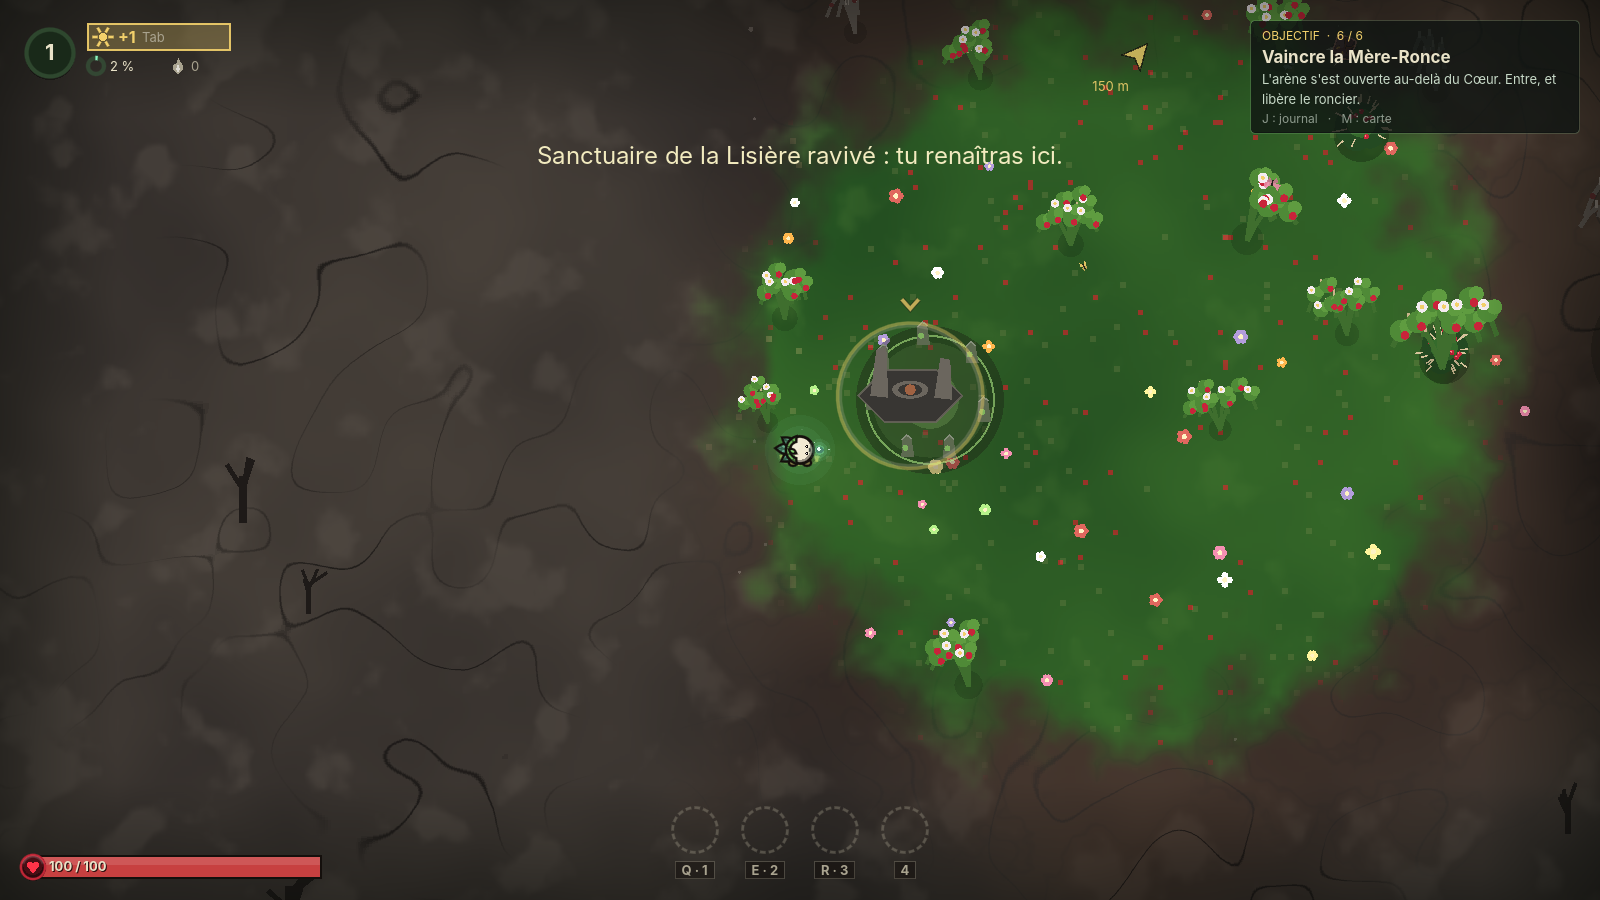 1
+1 Tab
2 %
0
150 m
OBJECTIF · 6 / 6
Vaincre la Mère-Ronce
L'arène s'est ouverte au-delà du Cœur. Entre, et
libère le roncier.
J : journal · M : carte
Sanctuaire de la Lisière ravivé : tu renaîtras ici.
100 / 100
Q · 1
E · 2
R · 3
4